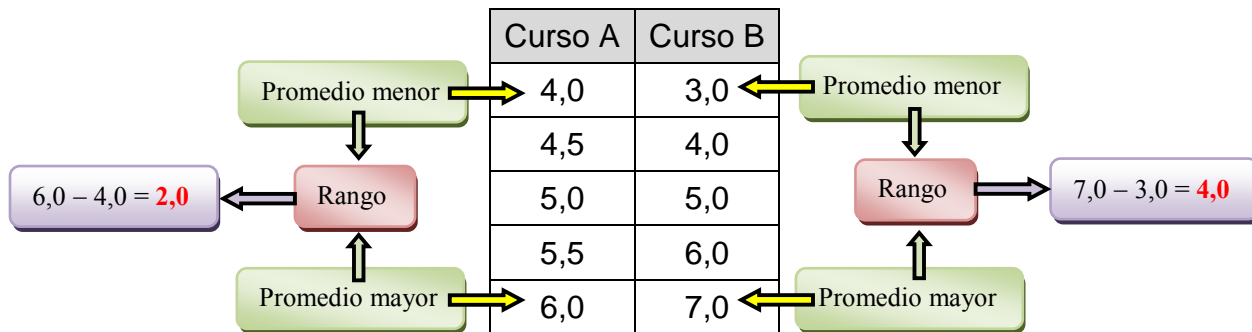 Curso A Curso B
Promedio menor 4,0 3,0 Promedio menor
4,5 4,0
6,0 – 4,0 = 2,0 Rango 5,0 5,0 Rango 7,0 – 3,0 = 4,0
5,5 6,0
Promedio mayor 6,0 7,0 Promedio mayor